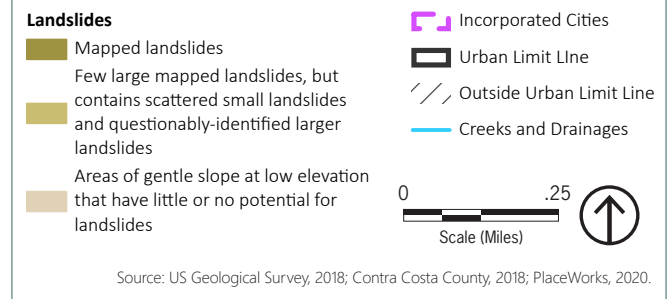 Landslides
Mapped landslides
Few large mapped landslides, but
contains scattered small landslides
and questionably-identified larger
landslides
Areas of gentle slope at low elevation
that have little or no potential for
landslides
Incorporated Cities
Urban Limit LIne
Outside Urban Limit Line
Creeks and Drainages
0 .25
Scale (Miles)
Source: US Geological Survey, 2018; Contra Costa County, 2018; PlaceWorks, 2020.